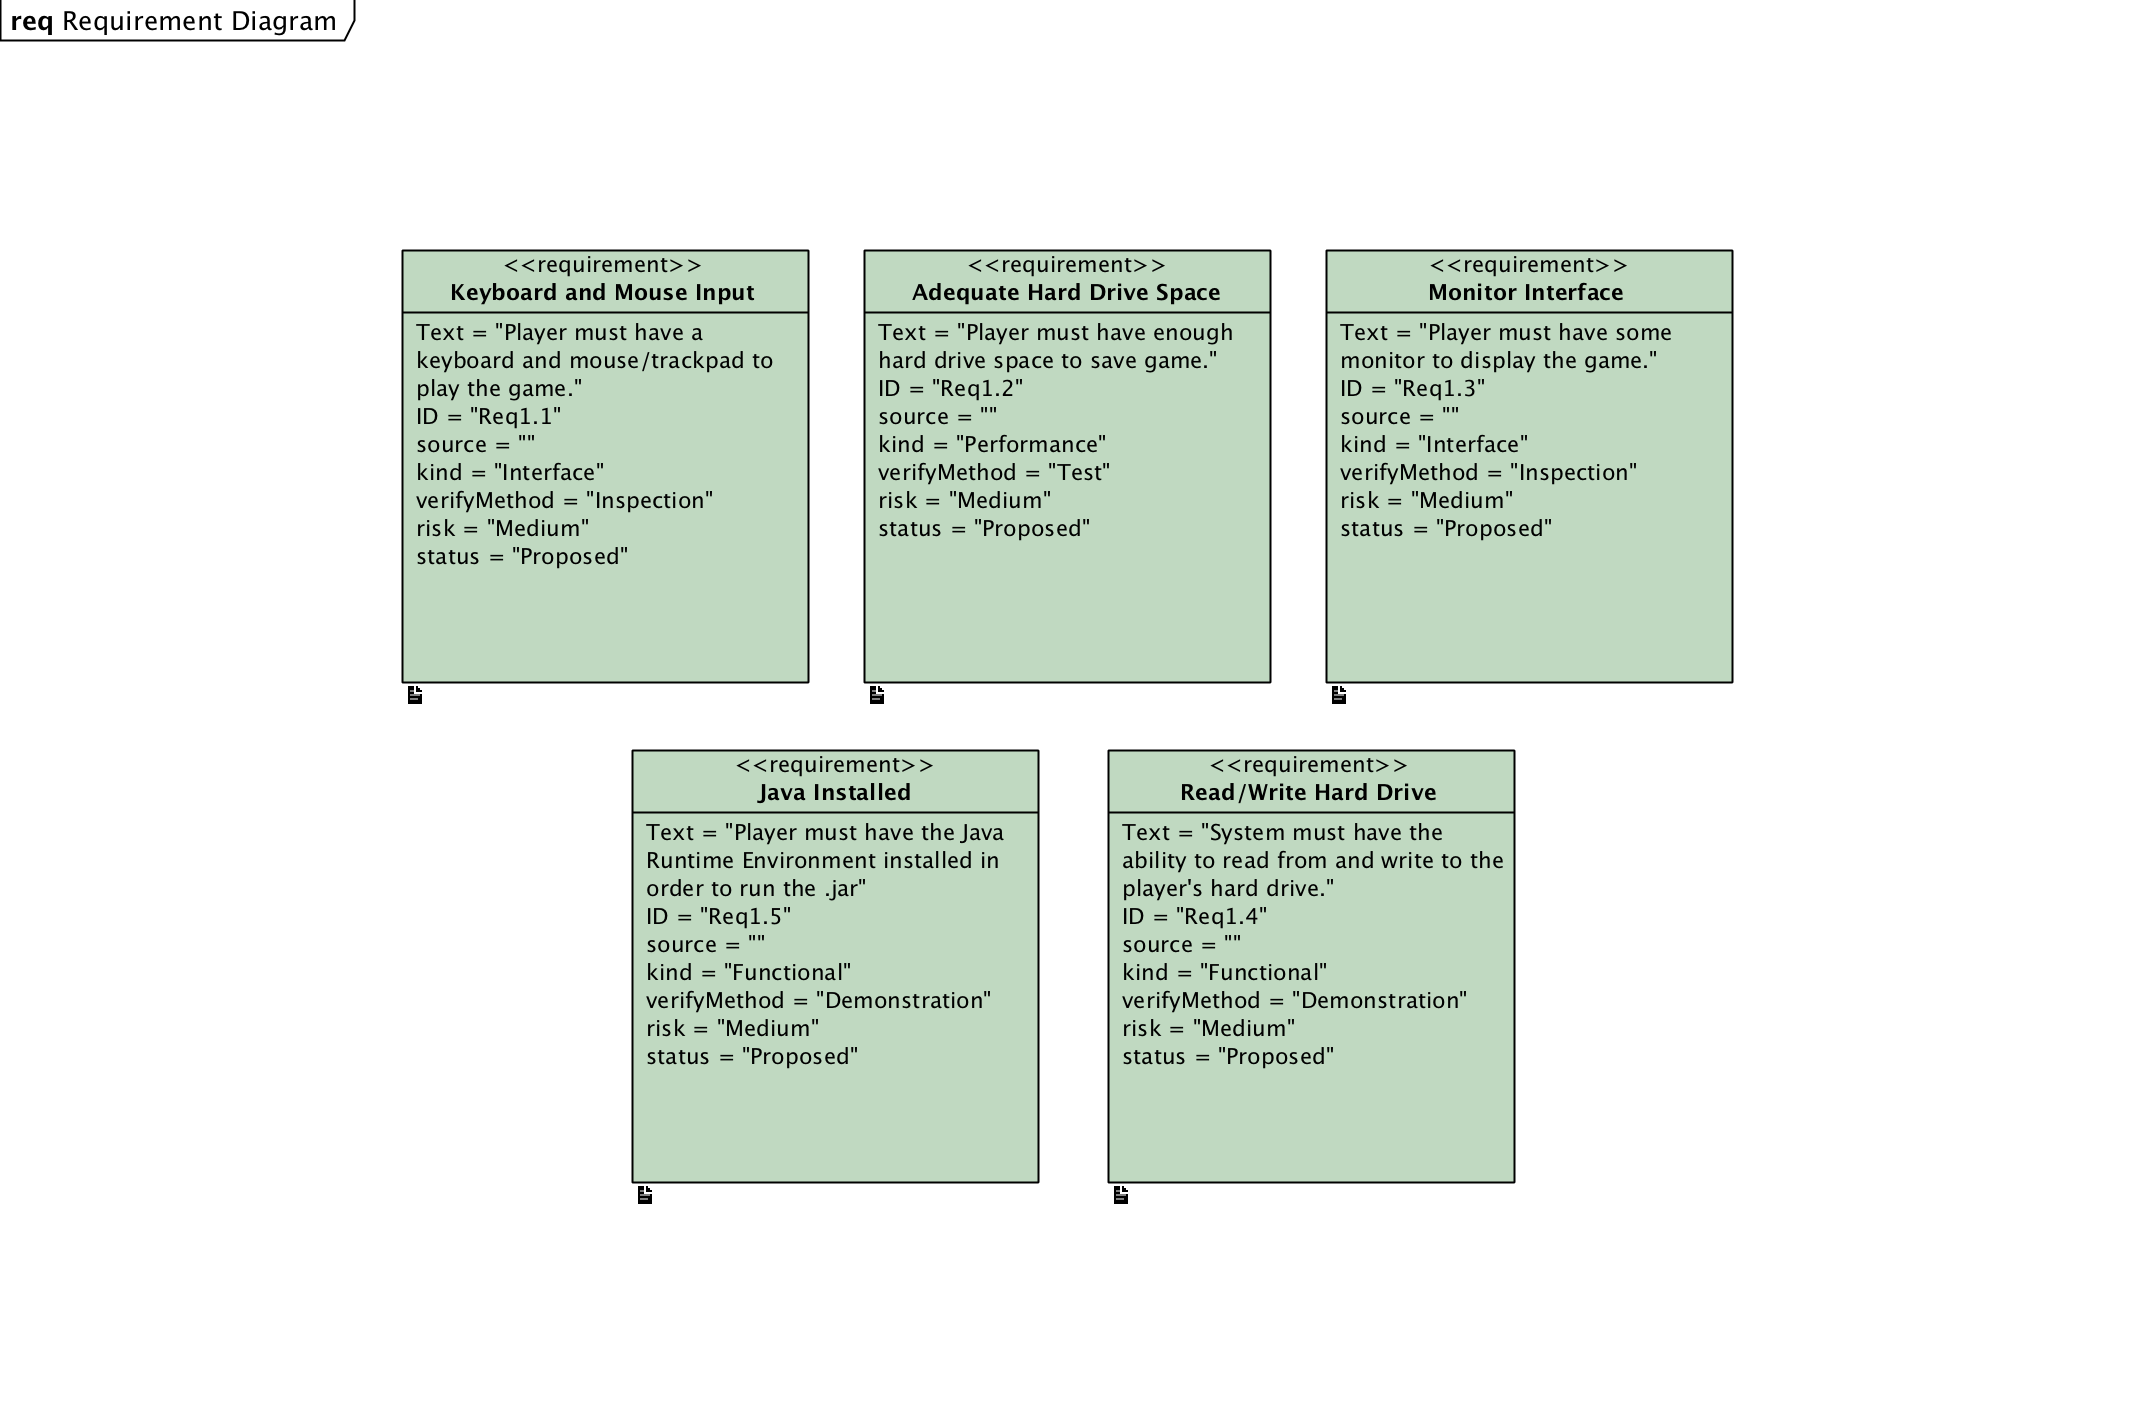 req Requirement Diagram
<<requirement>>
Keyboard and Mouse Input
Text = "Player must have a
keyboard and mouse/trackpad to
play the game."
ID = "Req1.1"
source = ""
kind = "Interface"
verifyMethod = "Inspection"
risk = "Medium"
status = "Proposed"
<<requirement>>
Adequate Hard Drive Space
Text = "Player must have enough
hard drive space to save game."
ID = "Req1.2"
source = ""
kind = "Performance"
verifyMethod = "Test"
risk = "Medium"
status = "Proposed"
<<requirement>>
Monitor Interface
Text = "Player must have some
monitor to display the game."
ID = "Req1.3"
source = ""
kind = "Interface"
verifyMethod = "Inspection"
risk = "Medium"
status = "Proposed"
<<requirement>>
Java Installed
Text = "Player must have the Java
Runtime Environment installed in
order to run the .jar"
ID = "Req1.5"
source = ""
kind = "Functional"
verifyMethod = "Demonstration"
risk = "Medium"
status = "Proposed"
<<requirement>>
Read/Write Hard Drive
Text = "System must have the
ability to read from and write to the
player's hard drive."
ID = "Req1.4"
source = ""
kind = "Functional"
verifyMethod = "Demonstration"
risk = "Medium"
status = "Proposed"